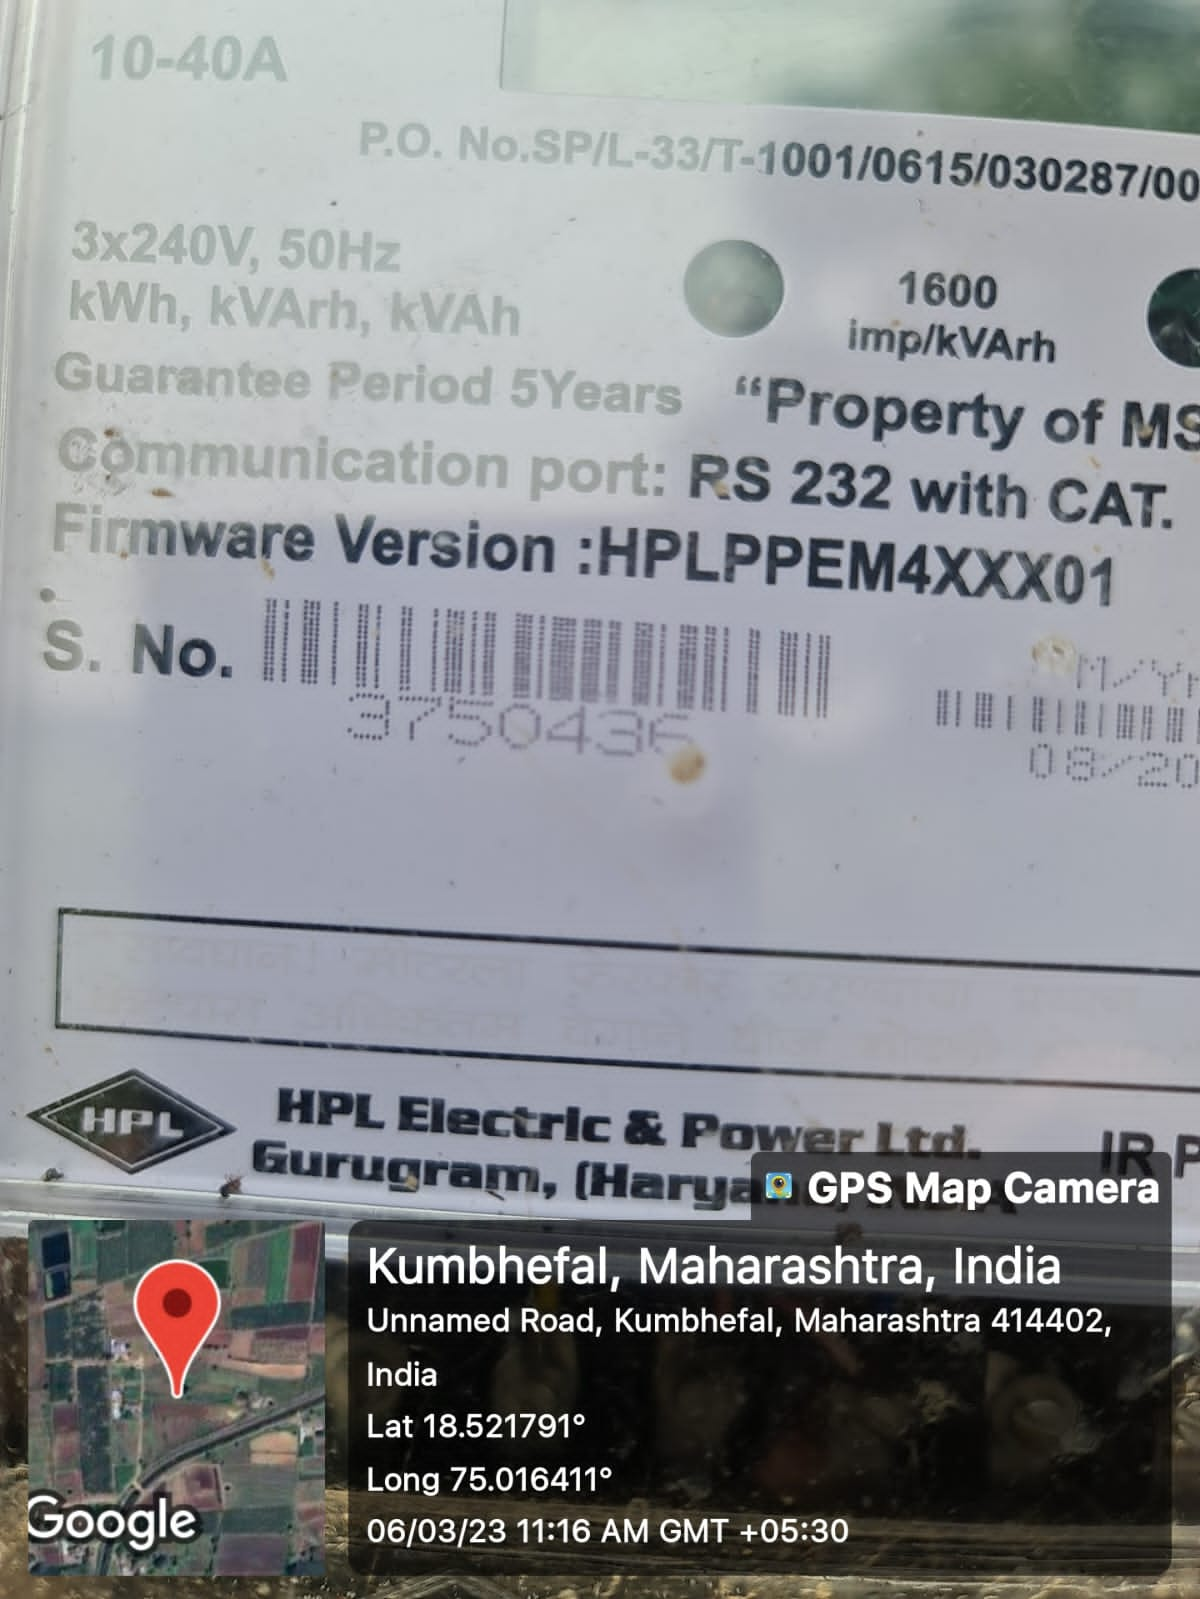 10-40A
P.O. No.SP/L-33/T-1001/0615/030287/00
3x240V, 50Hz
kWh, kVArh, kVAh
1600
imp/kVArh
Guarantee Period 5Years "Property of MS
Communication port: RS 232 with CAT.
Firmware Version :HPLPPEM4XXX01
S. No.
3750436
M/Y
08/20
सावधान! मीटरला
HPL
HPL Electric & Power Ltd.
IR P
Gurugram, (Harya
GPS Map Camera
Kumbhefal, Maharashtra, India
Unnamed Road, Kumbhefal, Maharashtra 414402,
India
Lat 18.521791°
Long 75.016411°
06/03/23 11:16 AM GMT +05:30
Google